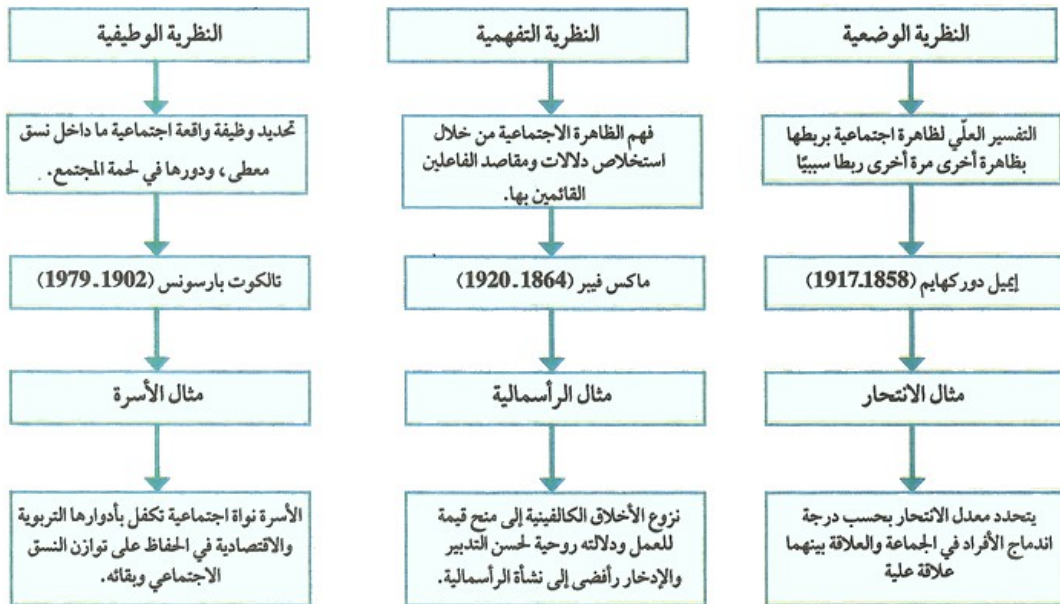 النظرية الوضعية
التفسير العلّي لظاهرة اجتماعية بربطها
بظاهرة أخرى مرة أخرى ربطا سببيًا
إيميل دوركهايم (1858ـ1917)
مثال الانتحار
يتحدد معدل الانتحار بحسب درجة
اندماج الأفراد في الجماعة والعلاقة بينهما
علاقة علية
النظرية التفهمية
فهم الظاهرة الاجتماعية من خلال
استخلاص دلالات ومقاصد الفاعلين
القائمين بها.
ماكس فيبر (1864 ـ 1920)
مثال الرأسمالية
نزوع الأخلاق الكالفينية إلى منح قيمة
للعمل ودلالته روحية لحسن التدبير
والإدخار رأفضى إلى نشأة الرأسمالية.
النظرية الوظيفية
تحديد وظيفة واقعة اجتماعية ما داخل نسق
معطى ، ودورها في لحمة المجتمع.
تالكوت بارسونس (1902 ـ 1979)
مثال الأسرة
الأسرة نواة اجتماعية تكفل بأدوارها التربوية
والاقتصادية في الحفاظ على توازن النسق
الاجتماعي وبقائه.